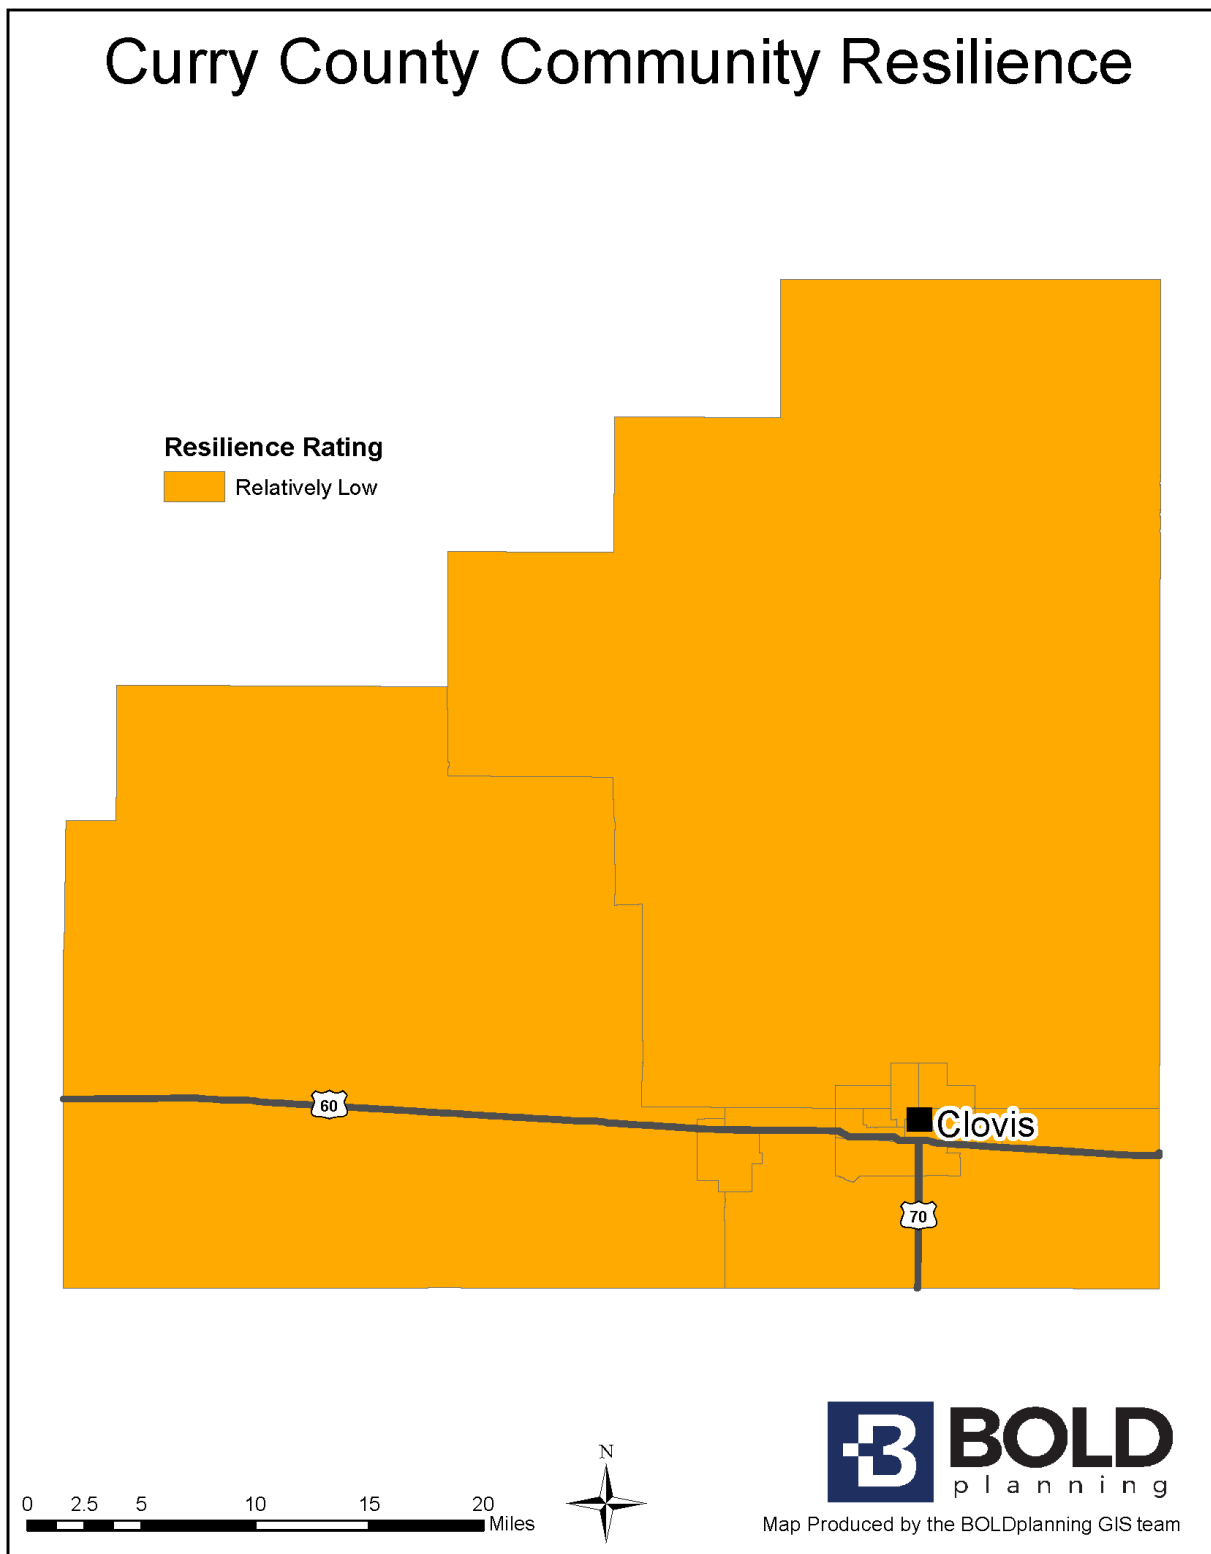 Curry County Community Resilience
Resilience Rating
Relatively Low
60
Clovis
70
B BOLD
planning
N
0 2.5 5 10 15 20
Miles
Map Produced by the BOLDplanning GIS team